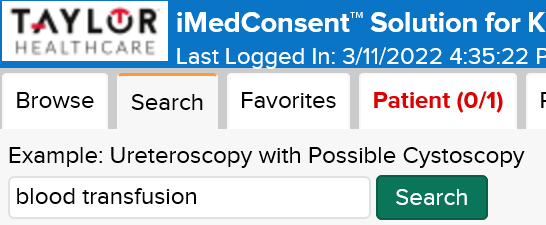 TAYLOR
HEALTHCARE
iMedConsent™ Solution for K
Last Logged In: 3/11/2022 4:35:22 P
Browse
Search
Favorites
Patient (0/1)
Example: Ureteroscopy with Possible Cystoscopy
blood transfusion
Search